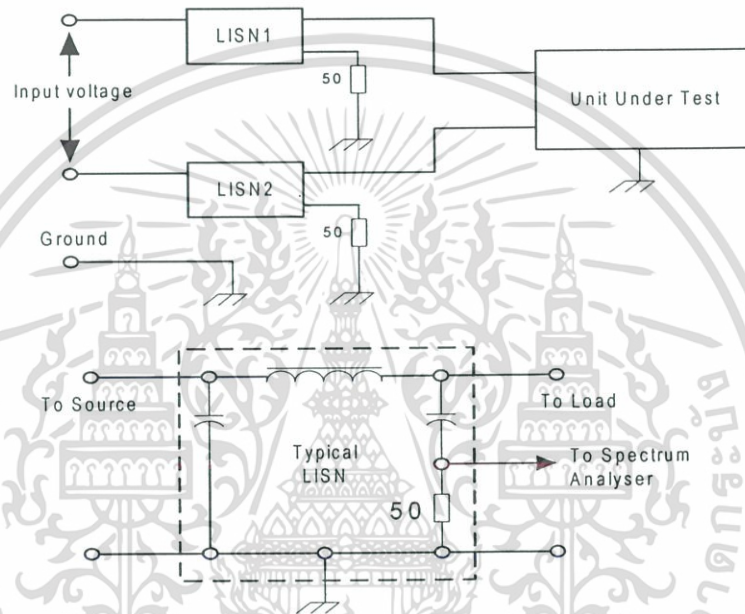 LISN1
50
Input voltage
Unit Under Test
LISN2
50
Ground
To Source
To Load
Typical
LISN
To Spectrum
Analyser
50